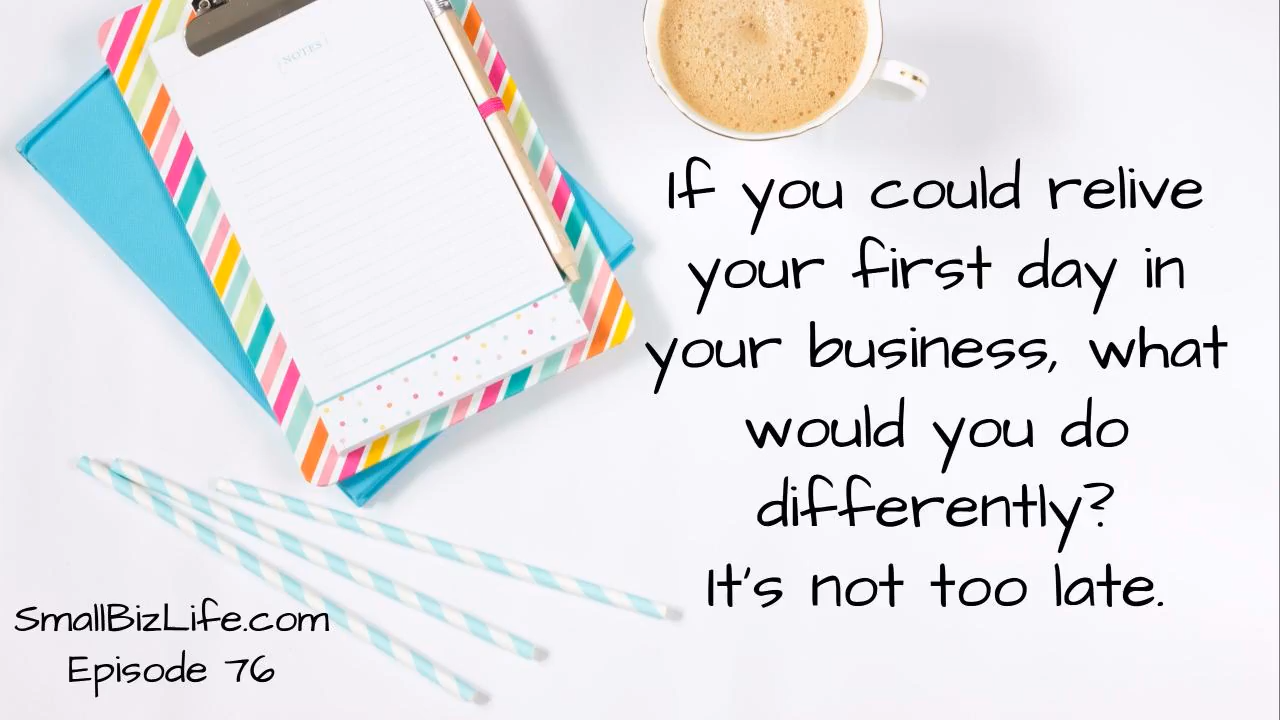 NOTES
If you could relive
your first day in
your business, what
would you do
differently?
It's not too late.
SmallBizLife.com
Episode 76